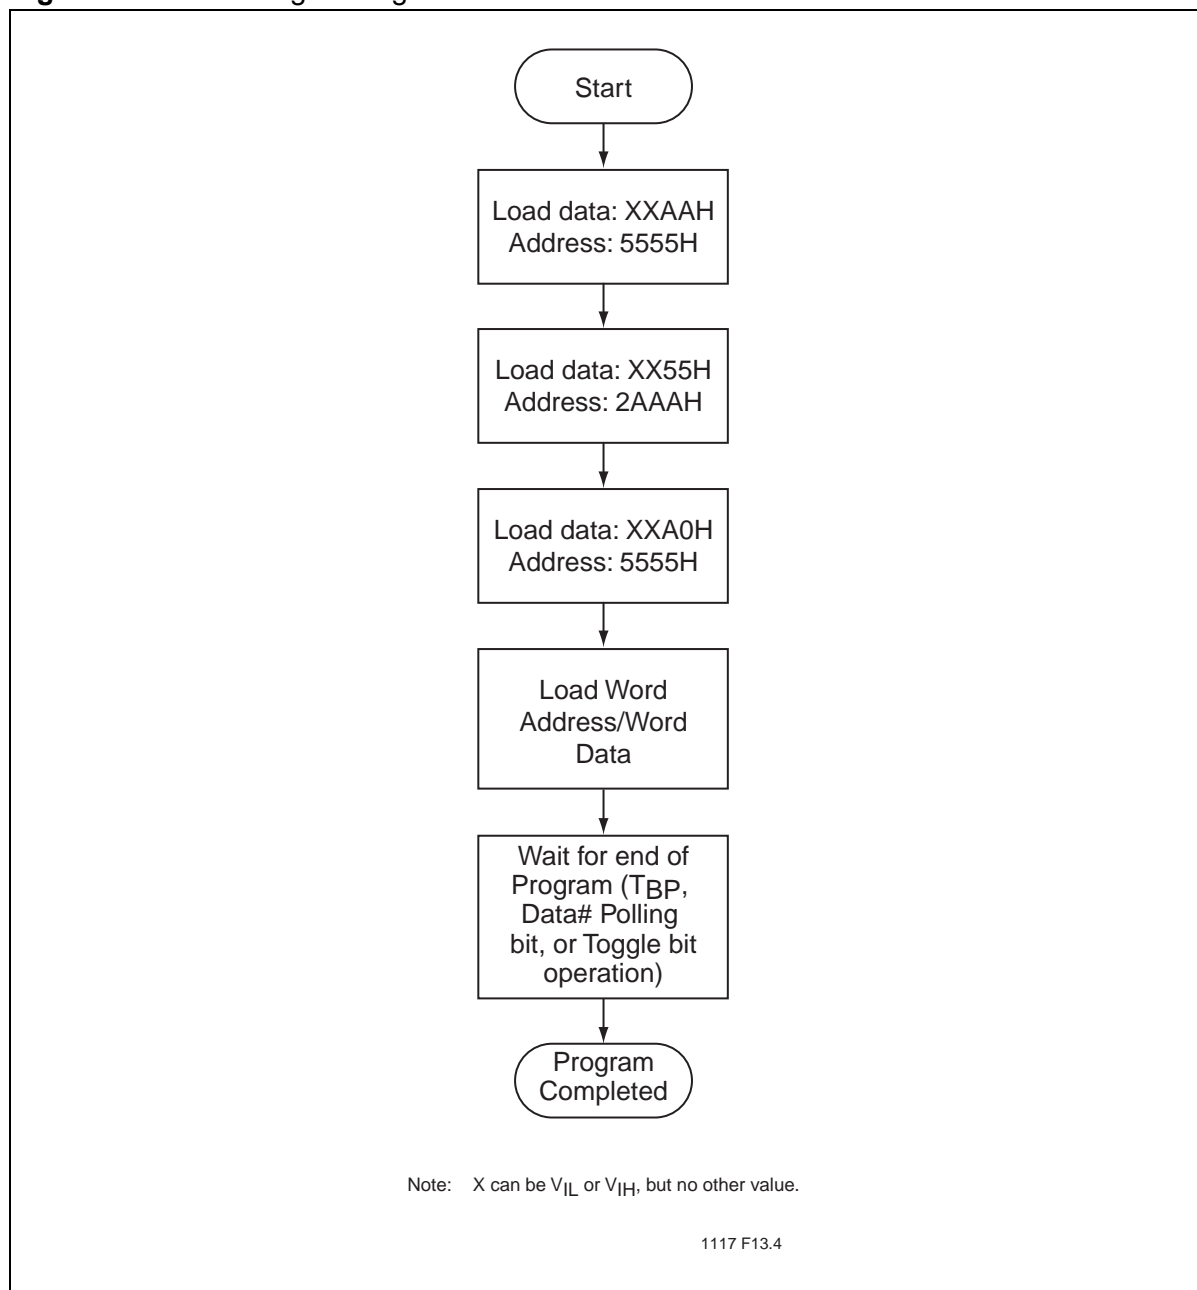 Start
Load data: XXAAH
Address: 5555H
Load data: XX55H
Address: 2AAAH
Load data: XXA0H
Address: 5555H
Load Word
Address/Word
Data
Wait for end of
Program (TBP,
Data# Polling
bit, or Toggle bit
operation)
Program
Completed
Note: X can be VIL or VIH, but no other value.
1117 F13.4